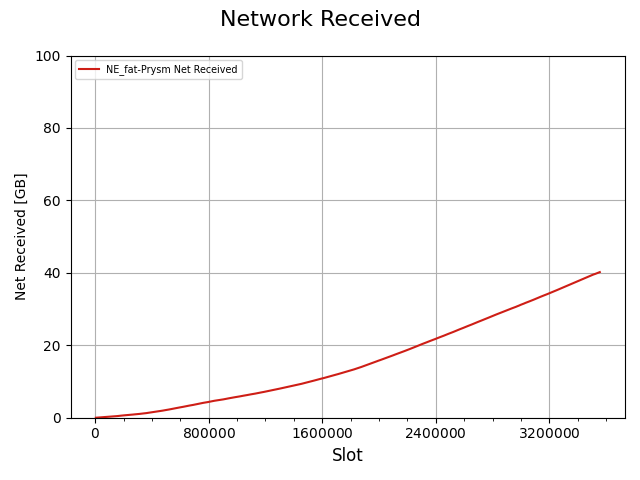 Network Received
NE_fat-Prysm Net Received
Net Received [GB]
100
80
60
40
20
0
0 800000 1600000 2400000 3200000
Slot